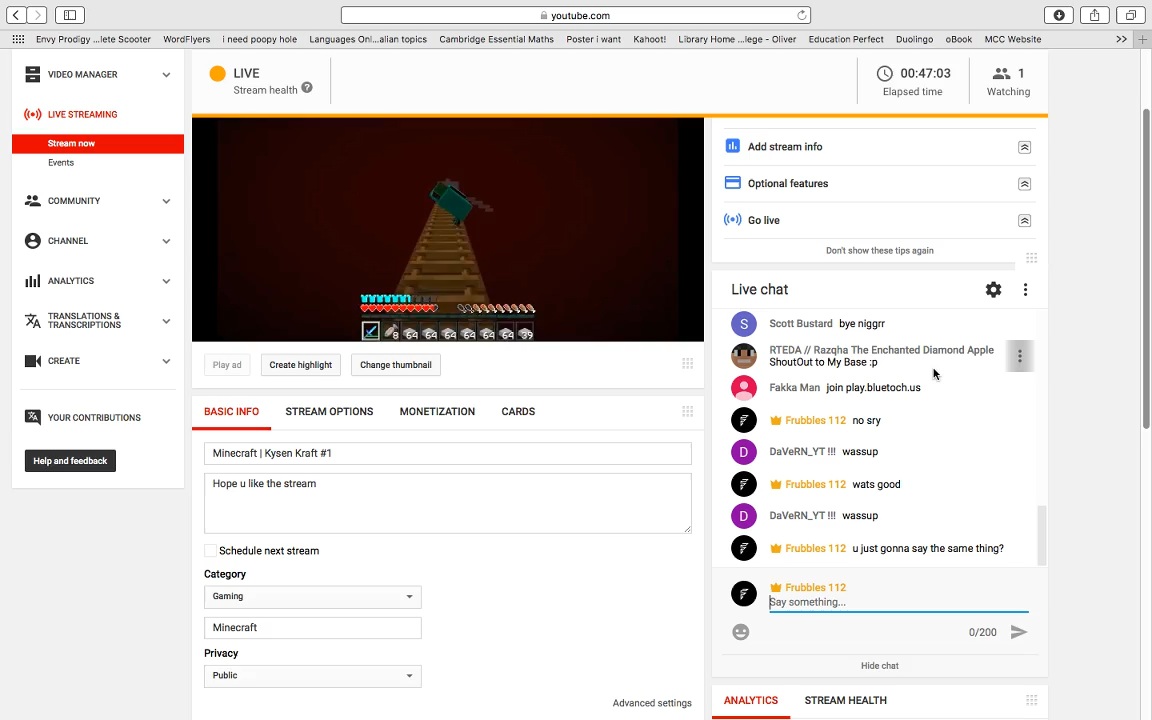 youtube.com
Envy Prodigy ...lete Scooter
WordFlyers
i need poopy hole
Languages Onl...alian topics
Cambridge Essential Maths
Poster i want
Kahoot!
Library Home ...lege - Oliver
Education Perfect
Duolingo
oBook
MCC Website
>>
VIDEO MANAGER
LIVE STREAMING
Stream now
Events
COMMUNITY
CHANNEL
ANALYTICS
TRANSLATIONS &
TRANSCRIPTIONS
CREATE
YOUR CONTRIBUTIONS
Help and feedback
LIVE
Stream health ?
00:47:03
Elapsed time
1
Watching
8 64 64 64 64 64 64 39
Play ad
Create highlight
Change thumbnail
BASIC INFO
STREAM OPTIONS
MONETIZATION
CARDS
Minecraft | Kysen Kraft #1
Hope u like the stream
Schedule next stream
Category
Gaming
Minecraft
Privacy
Public
Advanced settings
Add stream info
Optional features
Go live
Don't show these tips again
Live chat
S Scott Bustard bye niggrr
RTEDA // Razqha The Enchanted Diamond Apple
ShoutOut to My Base :p
Fakka Man join play.bluetoch.us
Frubbles 112 no sry
D DaVeRN_YT !!! wassup
Frubbles 112 wats good
D DaVeRN_YT !!! wassup
Frubbles 112 u just gonna say the same thing?
Frubbles 112
Say something...
0/200
Hide chat
ANALYTICS
STREAM HEALTH